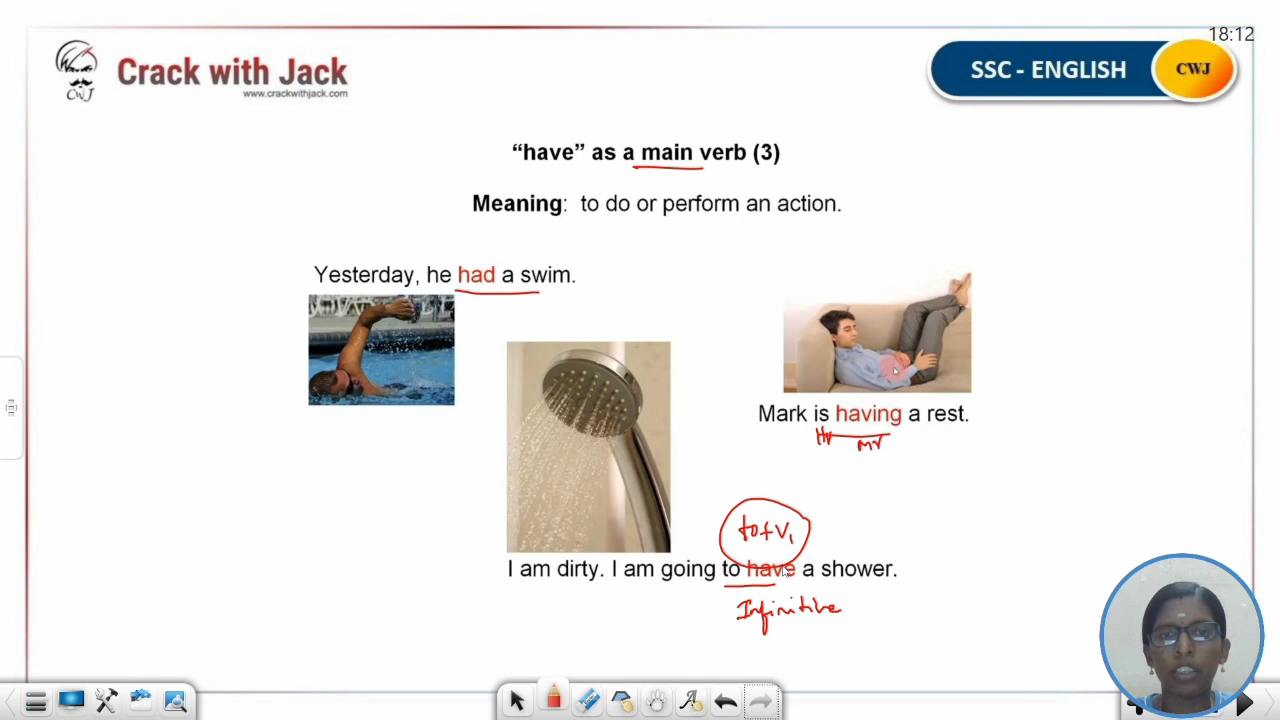 18:12
Crack with Jack
www.crackwithjack.com
CWJ
SSC - ENGLISH
CWJ
“have” as a main verb (3)
Meaning: to do or perform an action.
Yesterday, he had a swim.
Mark is having a rest.
HV
MV
to+V1
I am dirty. I am going to have a shower.
Infinitive